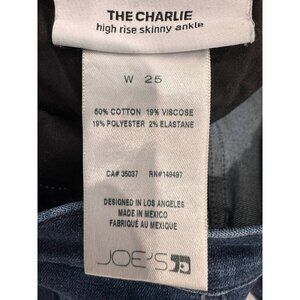 THE CHARLIE
high rise skinny ankle
W 25
60% COTTON 19% VISCOSE
19% POLYESTER 2% ELASTANE
CA# 35037 RN#149497
DESIGNED IN LOS ANGELES
MADE IN MEXICO
FABRIQUÉ AU MEXIQUE
JOE'S